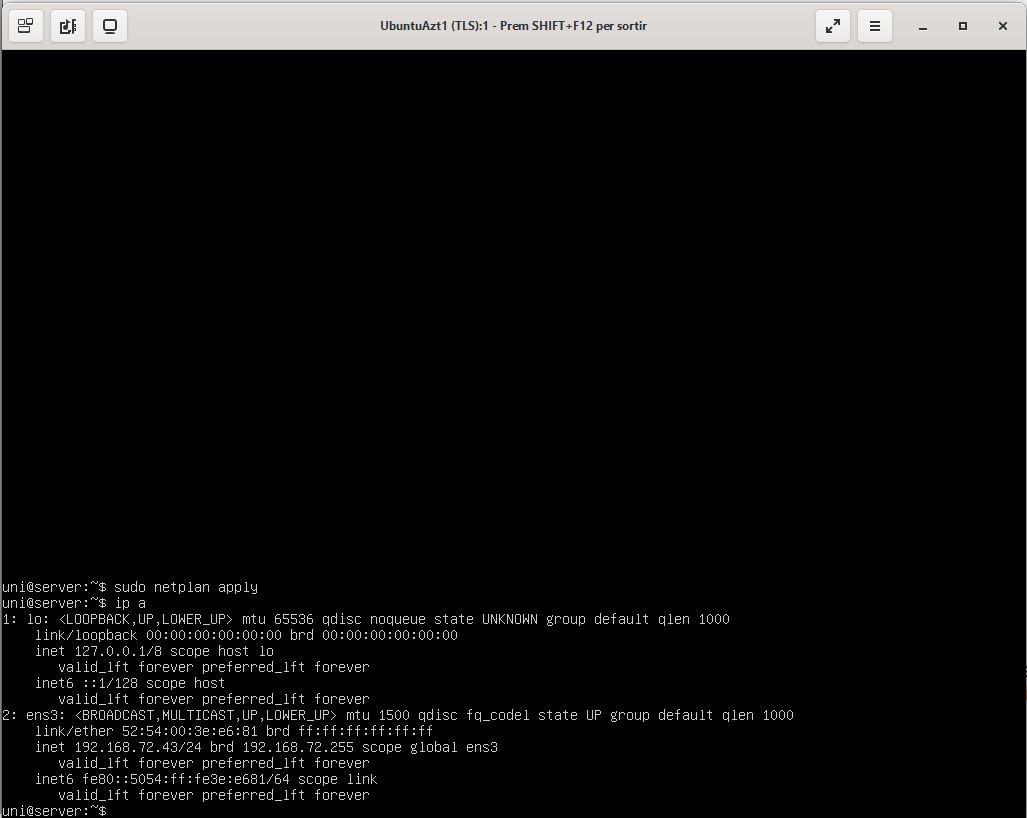 UbuntuAzt1 (TLS):1 - Prem SHIFT+F12 per sortir
uni@server:~$ sudo netplan apply
uni@server:~$ ip a
1: lo: <LOOPBACK,UP,LOWER_UP> mtu 65536 qdisc noqueue state UNKNOWN group default qlen 1000
    link/loopback 00:00:00:00:00:00 brd 00:00:00:00:00:00
    inet 127.0.0.1/8 scope host lo
       valid_lft forever preferred_lft forever
    inet6 ::1/128 scope host
       valid_lft forever preferred_lft forever
2: ens3: <BROADCAST,MULTICAST,UP,LOWER_UP> mtu 1500 qdisc fq_codel state UP group default qlen 1000
    link/ether 52:54:00:3e:e6:81 brd ff:ff:ff:ff:ff:ff
    inet 192.168.72.43/24 brd 192.168.72.255 scope global ens3
       valid_lft forever preferred_lft forever
    inet6 fe80::5054:ff:fe3e:e681/64 scope link
       valid_lft forever preferred_lft forever
uni@server:~$